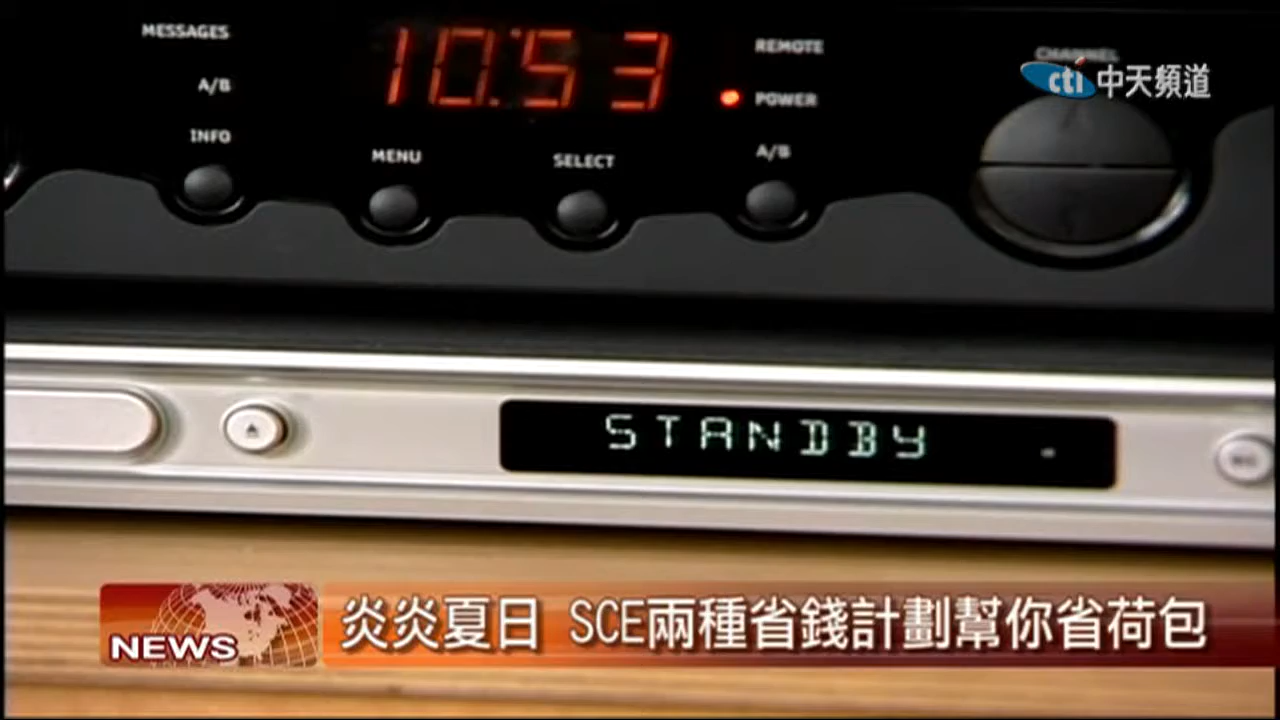 MESSAGES
A/B
INFO
10:53
MENU
SELECT
REMOTE
POWER
A/B
CHANNEL
cti 中天頻道
STANDBY
NEWS
炎炎夏日 SCE兩種省錢計劃幫你省荷包